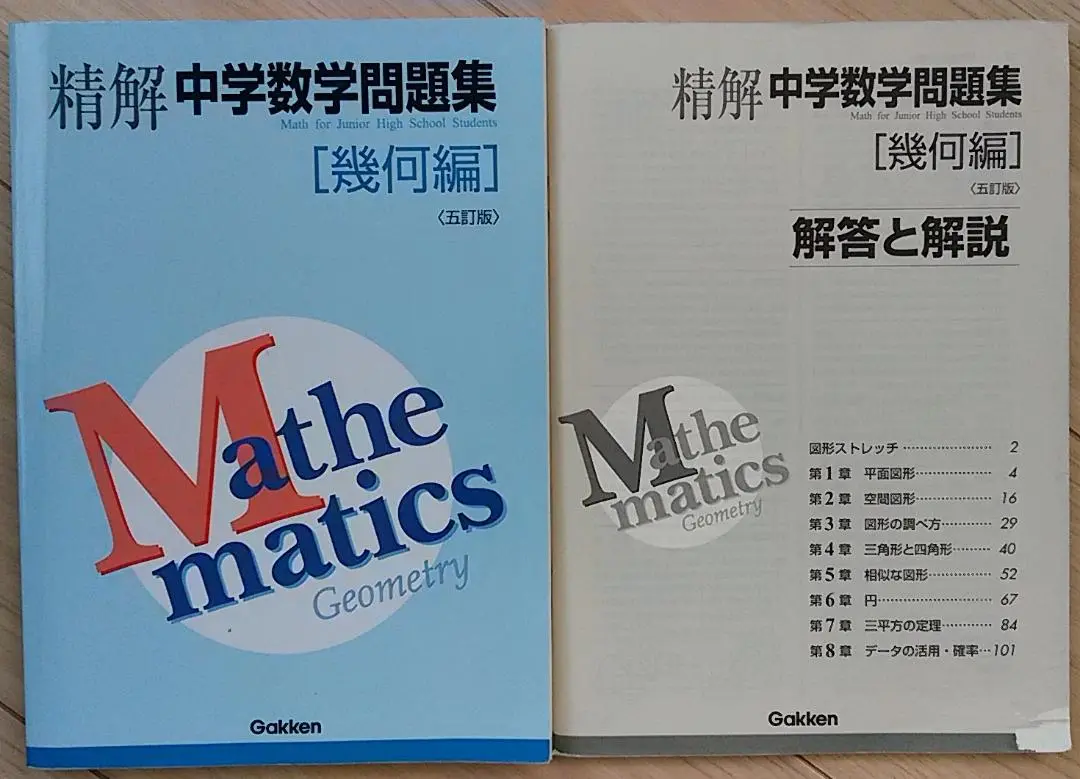 精解 中学数学問題集
Math for Junior High School Students
［幾何編］
〈五訂版〉
Mathe
matics
Geometry
Gakken
精解 中学数学問題集
Math for Junior High School Students
［幾何編］
〈五訂版〉
解答と解説
Mathe
matics
Geometry
図形ストレッチ…………………2
第1章 平面図形………………4
第2章 空間図形………………16
第3章 図形の調べ方…………29
第4章 三角形と四角形………40
第5章 相似な図形……………52
第6章 円………………………67
第7章 三平方の定理…………84
第8章 データの活用・確率…101
Gakken